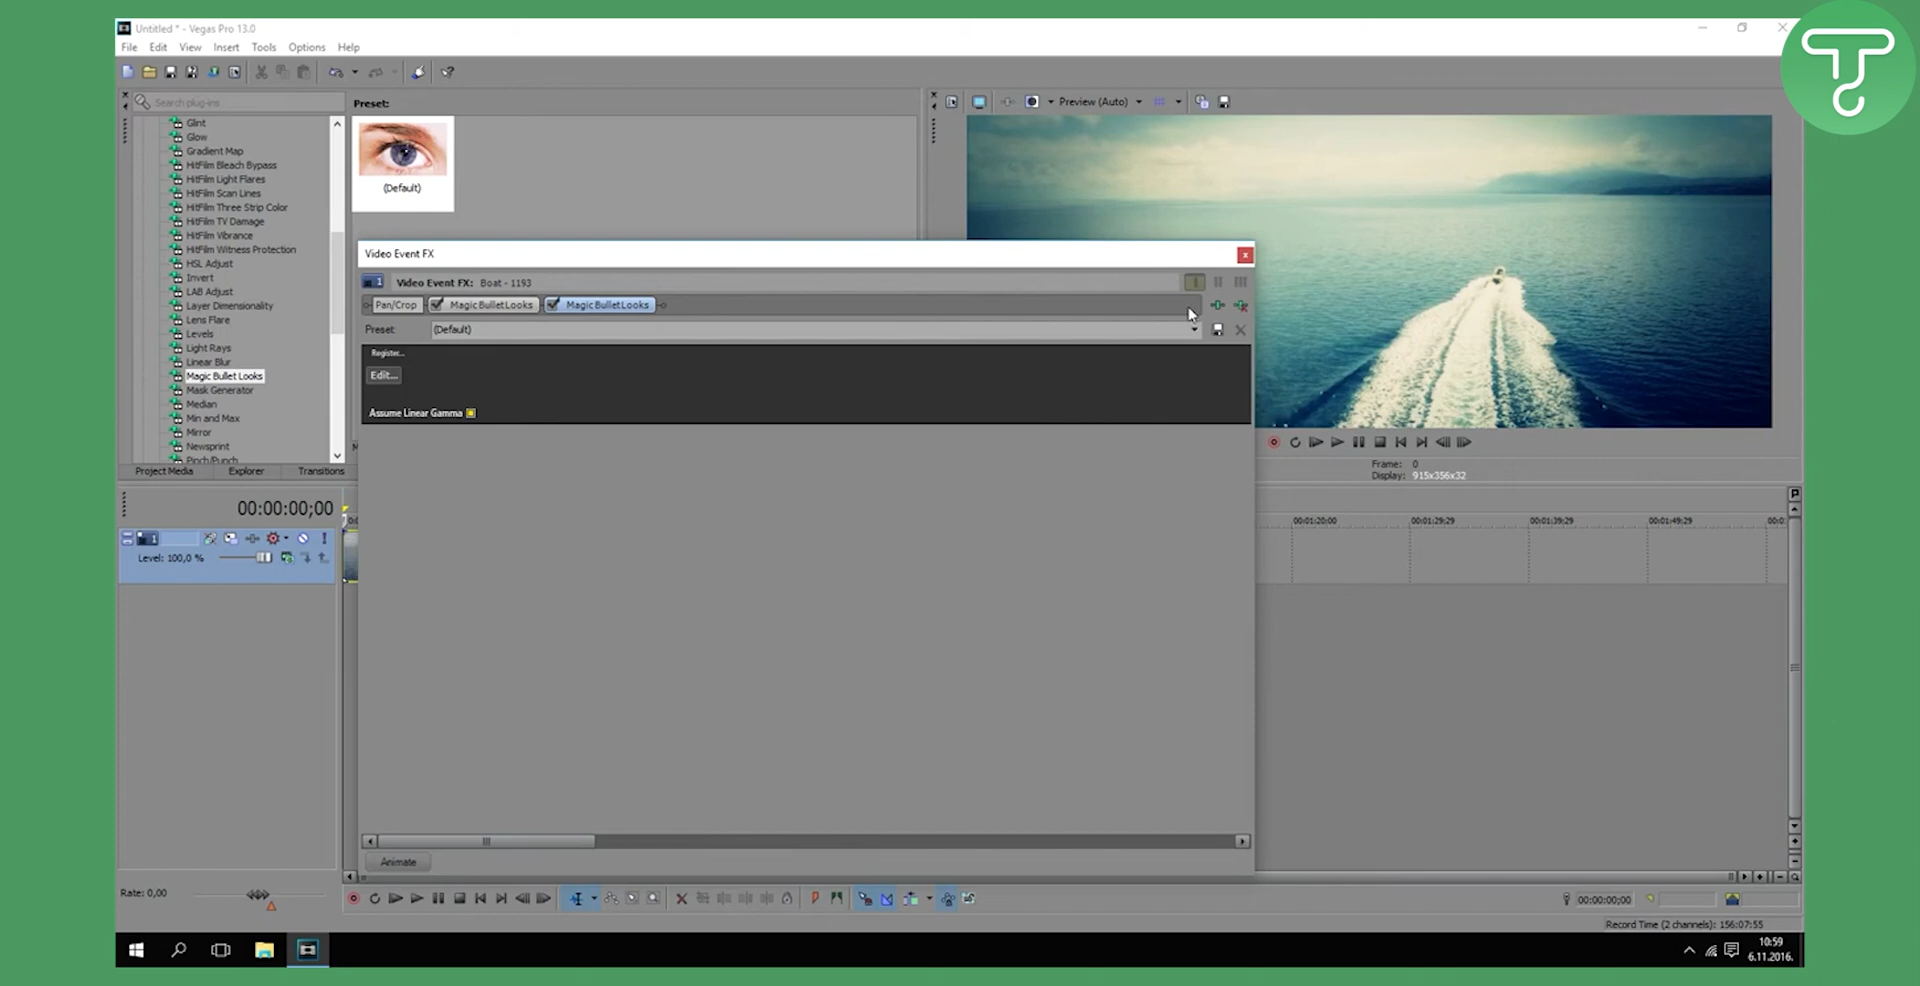 Untitled * - Vegas Pro 13.0
File Edit View Insert Tools Options Help
Search plug-ins
Glint
Glow
Gradient Map
HitFilm Bleach Bypass
HitFilm Light Flares
HitFilm Scan Lines
HitFilm Three Strip Color
HitFilm TV Damage
HitFilm Vibrance
HitFilm Witness Protection
HSL Adjust
Invert
LAB Adjust
Layer Dimensionality
Lens Flare
Levels
Light Rays
Linear Blur
Magic Bullet Looks
Mask Generator
Median
Min and Max
Mirror
Newsprint
Pinch/Punch
Project Media Explorer Transitions
Preset:
(Default)
Preview (Auto)
Video Event FX
Video Event FX: Boat - 1193
Pan/Crop MagicBulletLooks MagicBulletLooks
Preset: (Default)
Register...
Edit...
Assume Linear Gamma
Animate
Frame: 0
Display: 915x356x32
00:00:00;00
00:01:20:00 00:01:29;29 00:01:39;29 00:01:49;29
1
Level: 100,0 %
Rate: 0,00
00:00:00;00
Record Time (2 channels): 156:07:55
10:59
6.11.2016.